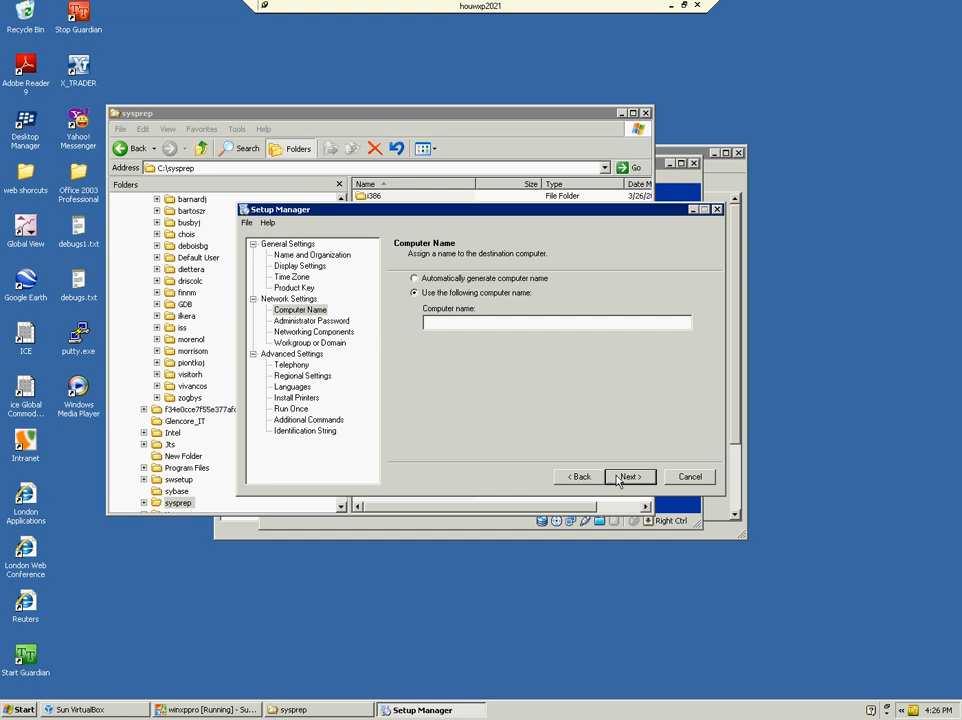 houwxp2021
Recycle Bin
Stop Guardian
Adobe Reader
9
X_TRADER
Desktop
Manager
Yahoo!
Messenger
web shorcuts
Office 2003
Professional
Global View
debugs1.txt
Google Earth
debugs.txt
ICE
putty.exe
ice Global
Commod...
Windows
Media Player
Intranet
London
Applications
London Web
Conference
Reuters
Start Guardian
sysprep
File Edit View Favorites Tools Help
Back Search Folders
Address C:\sysprep Go
Folders
Name Size Type Date M
i386 File Folder 3/26/20
barnardj
bartoszr
busbyj
chois
deboisbg
Default User
diettera
driscolc
finnm
GDB
ilkera
iss
morenol
morrisom
piontkoj
visitorh
vivancos
zogbys
f34e0cce7f55e377afc
Glencore_IT
Intel
Jts
New Folder
Program Files
swsetup
sybase
sysprep
Setup Manager
File Help
General Settings
Name and Organization
Display Settings
Time Zone
Product Key
Network Settings
Computer Name
Administrator Password
Networking Components
Workgroup or Domain
Advanced Settings
Telephony
Regional Settings
Languages
Install Printers
Run Once
Additional Commands
Identification String
Computer Name
Assign a name to the destination computer.
Automatically generate computer name
Use the following computer name:
Computer name:
< Back Next > Cancel
Right Ctrl
Start Sun VirtualBox winxppro [Running] - Su... sysprep Setup Manager « 4:26 PM